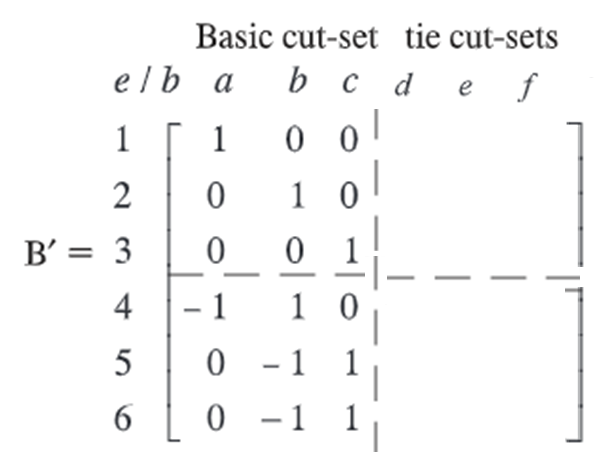 Basic cut-set tie cut-sets
e / b a b c d e f
1 1 0 0
2 0 1 0
B′ = 3 0 0 1
4 – 1 1 0
5 0 – 1 1
6 0 – 1 1